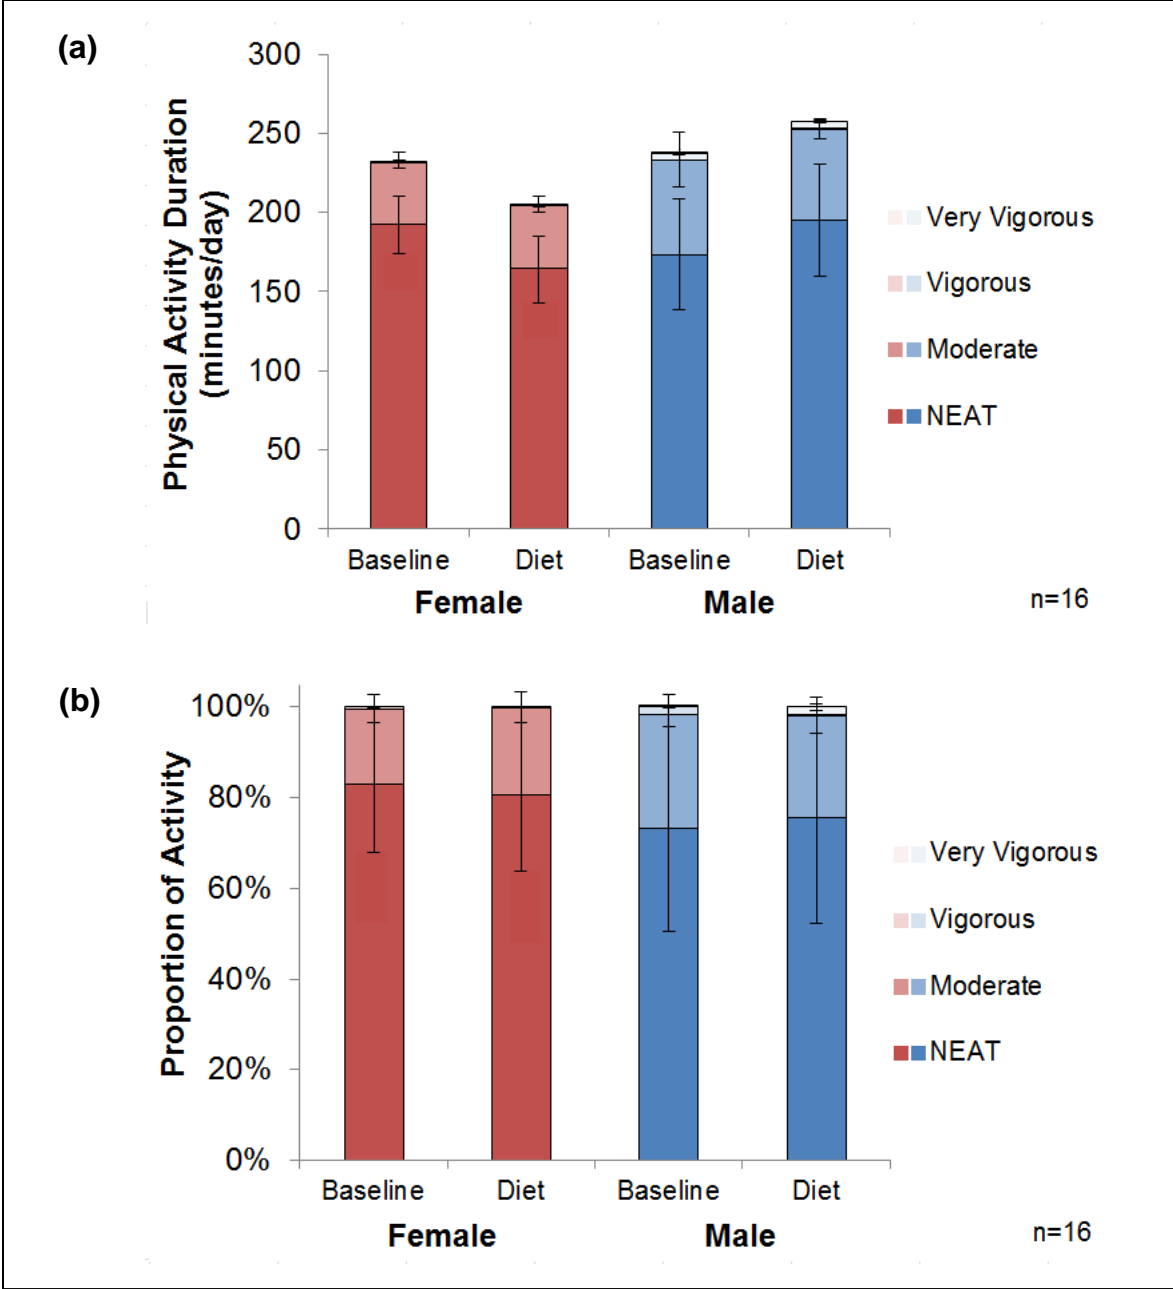 (a)
Physical Activity Duration
(minutes/day)
300
250
200
150
100
50
0
Baseline
Diet
Baseline
Diet
Female
Male
n=16
Very Vigorous
Vigorous
Moderate
NEAT
(b)
Proportion of Activity
100%
80%
60%
40%
20%
0%
Baseline
Diet
Baseline
Diet
Female
Male
n=16
Very Vigorous
Vigorous
Moderate
NEAT